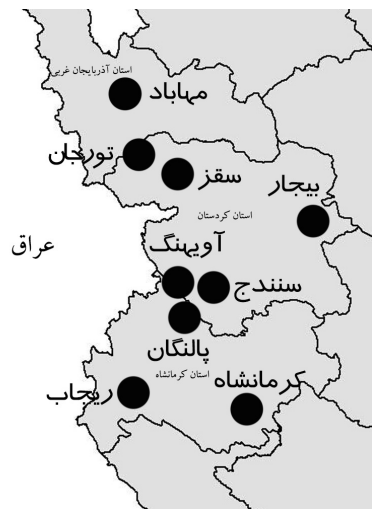 استان آذربایجان غربی
مهاباد
تورجان
سقز
بیجار
استان کردستان
آویهنگ
عراق
سنندج
پالنگان
استان کرمانشاه
کرمانشاه
ریجاب